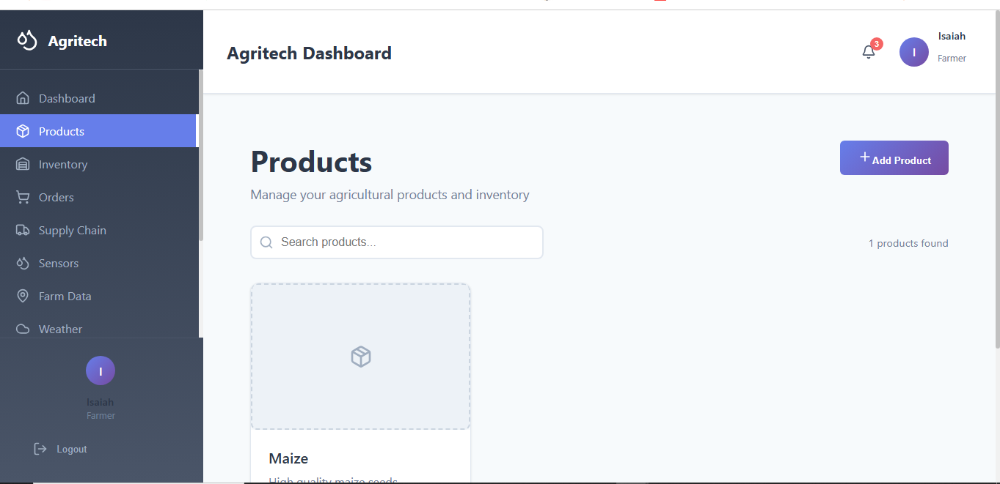 Agritech
Dashboard
Products
Inventory
Orders
Supply Chain
Sensors
Farm Data
Weather
I
Isaiah
Farmer
Logout
Agritech Dashboard
3
I
Isaiah
Farmer
Products
Manage your agricultural products and inventory
Add Product
Search products...
1 products found
Maize
High quality maize seeds